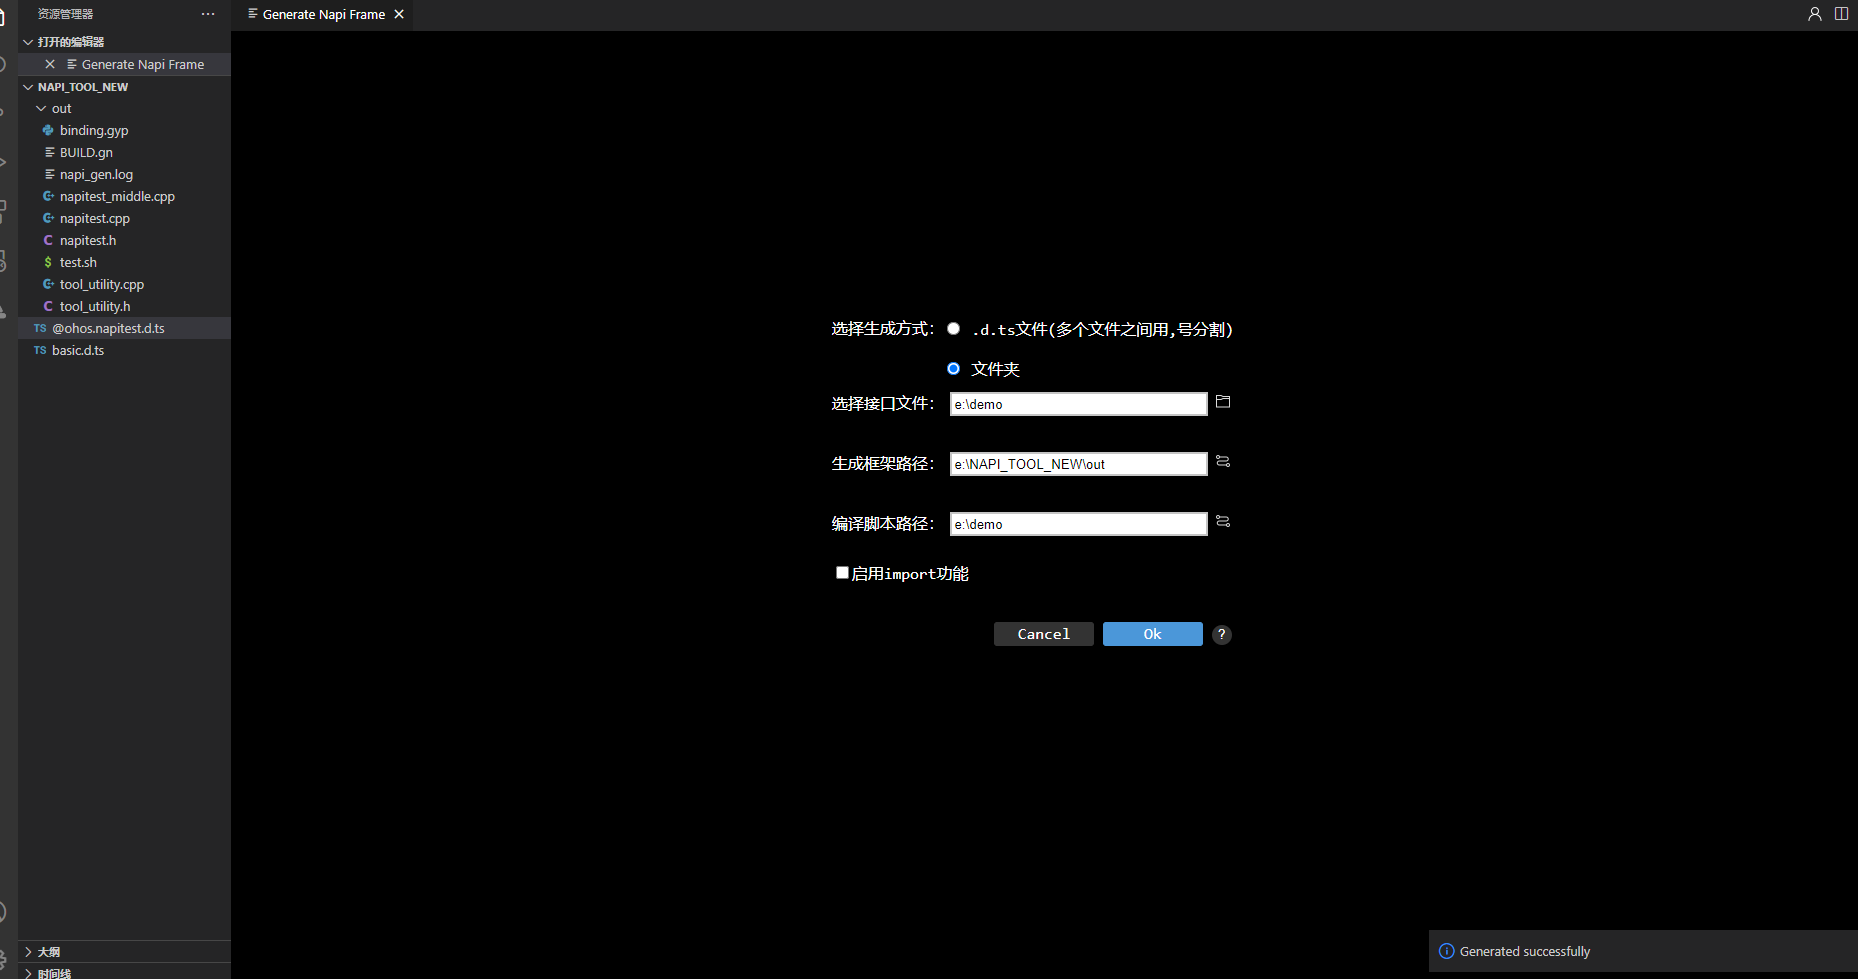 资源管理器
Generate Napi Frame
打开的编辑器
Generate Napi Frame
NAPI_TOOL_NEW
out
binding.gyp
BUILD.gn
napi_gen.log
napitest_middle.cpp
napitest.cpp
napitest.h
test.sh
tool_utility.cpp
tool_utility.h
TS @ohos.napitest.d.ts
TS basic.d.ts
大纲
时间线
选择生成方式: .d.ts文件(多个文件之间用,号分割)
文件夹
选择接口文件: e:\demo
生成框架路径: e:\NAPI_TOOL_NEW\out
编译脚本路径: e:\demo
启用import功能
Cancel Ok ?
Generated successfully